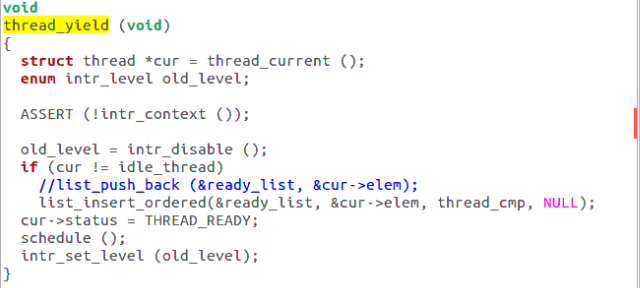 void
thread_yield (void)
{
  struct thread *cur = thread_current ();
  enum intr_level old_level;

  ASSERT (!intr_context ());

  old_level = intr_disable ();
  if (cur != idle_thread)
    //list_push_back (&ready_list, &cur->elem);
    list_insert_ordered(&ready_list, &cur->elem, thread_cmp, NULL);
  cur->status = THREAD_READY;
  schedule ();
  intr_set_level (old_level);
}